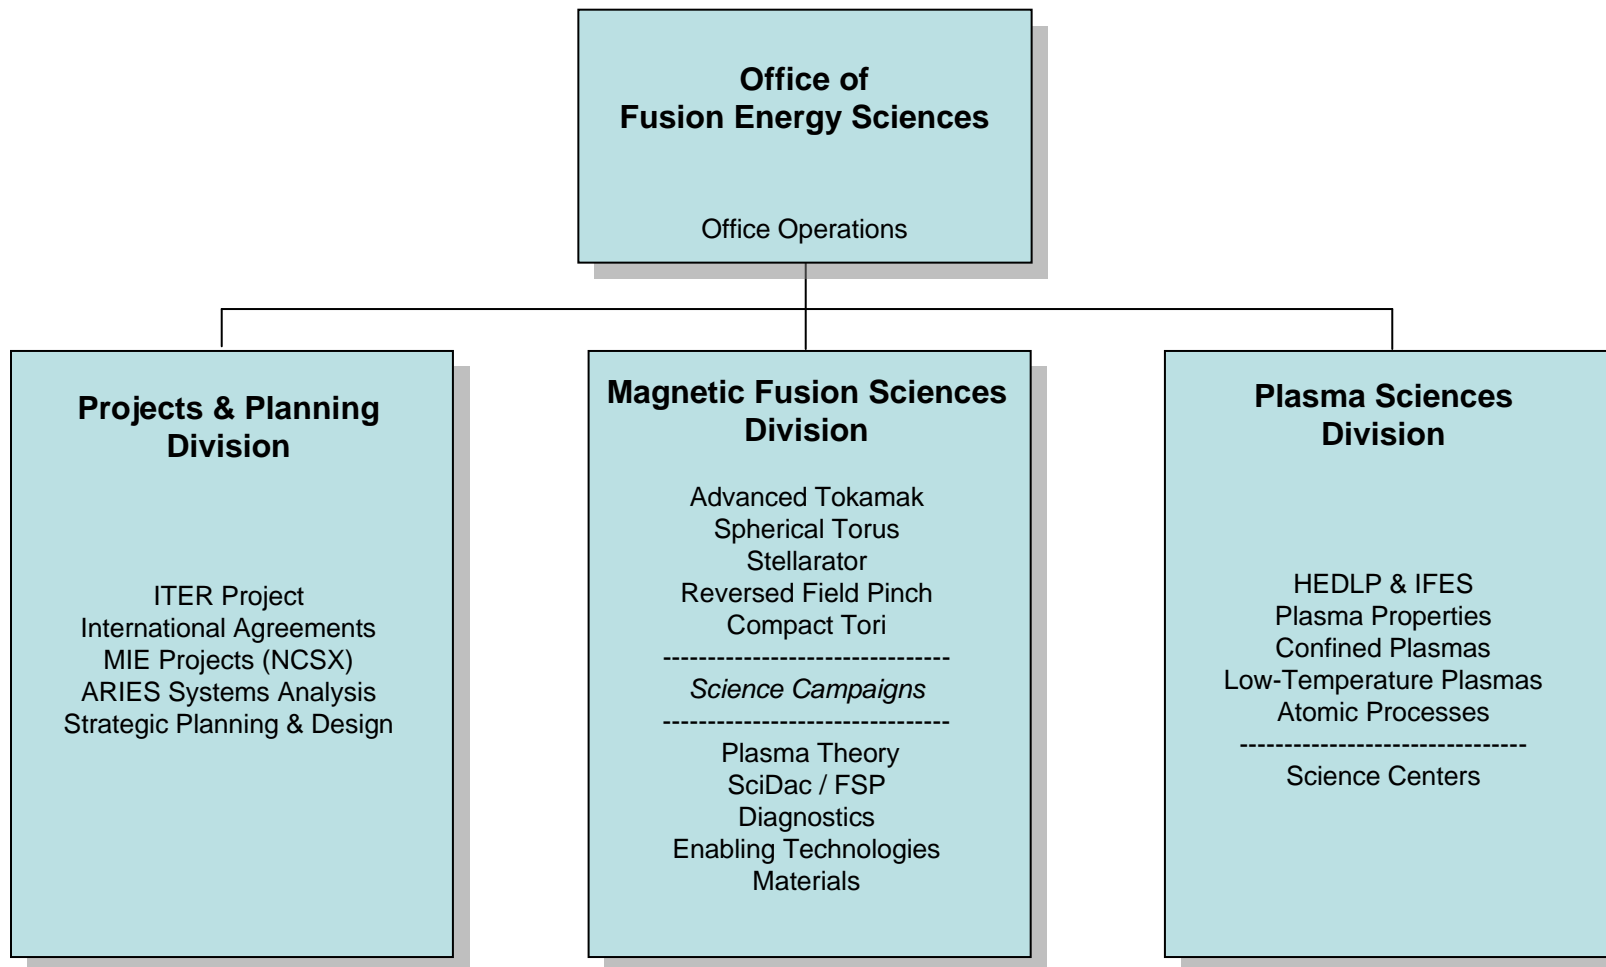 Office of
Fusion Energy Sciences
Office Operations
Projects & Planning
Division
ITER Project
International Agreements
MIE Projects (NCSX)
ARIES Systems Analysis
Strategic Planning & Design
Magnetic Fusion Sciences
Division
Advanced Tokamak
Spherical Torus
Stellarator
Reversed Field Pinch
Compact Tori
--------------------------------
Science Campaigns
--------------------------------
Plasma Theory
SciDac / FSP
Diagnostics
Enabling Technologies
Materials
Plasma Sciences
Division
HEDLP & IFES
Plasma Properties
Confined Plasmas
Low-Temperature Plasmas
Atomic Processes
--------------------------------
Science Centers